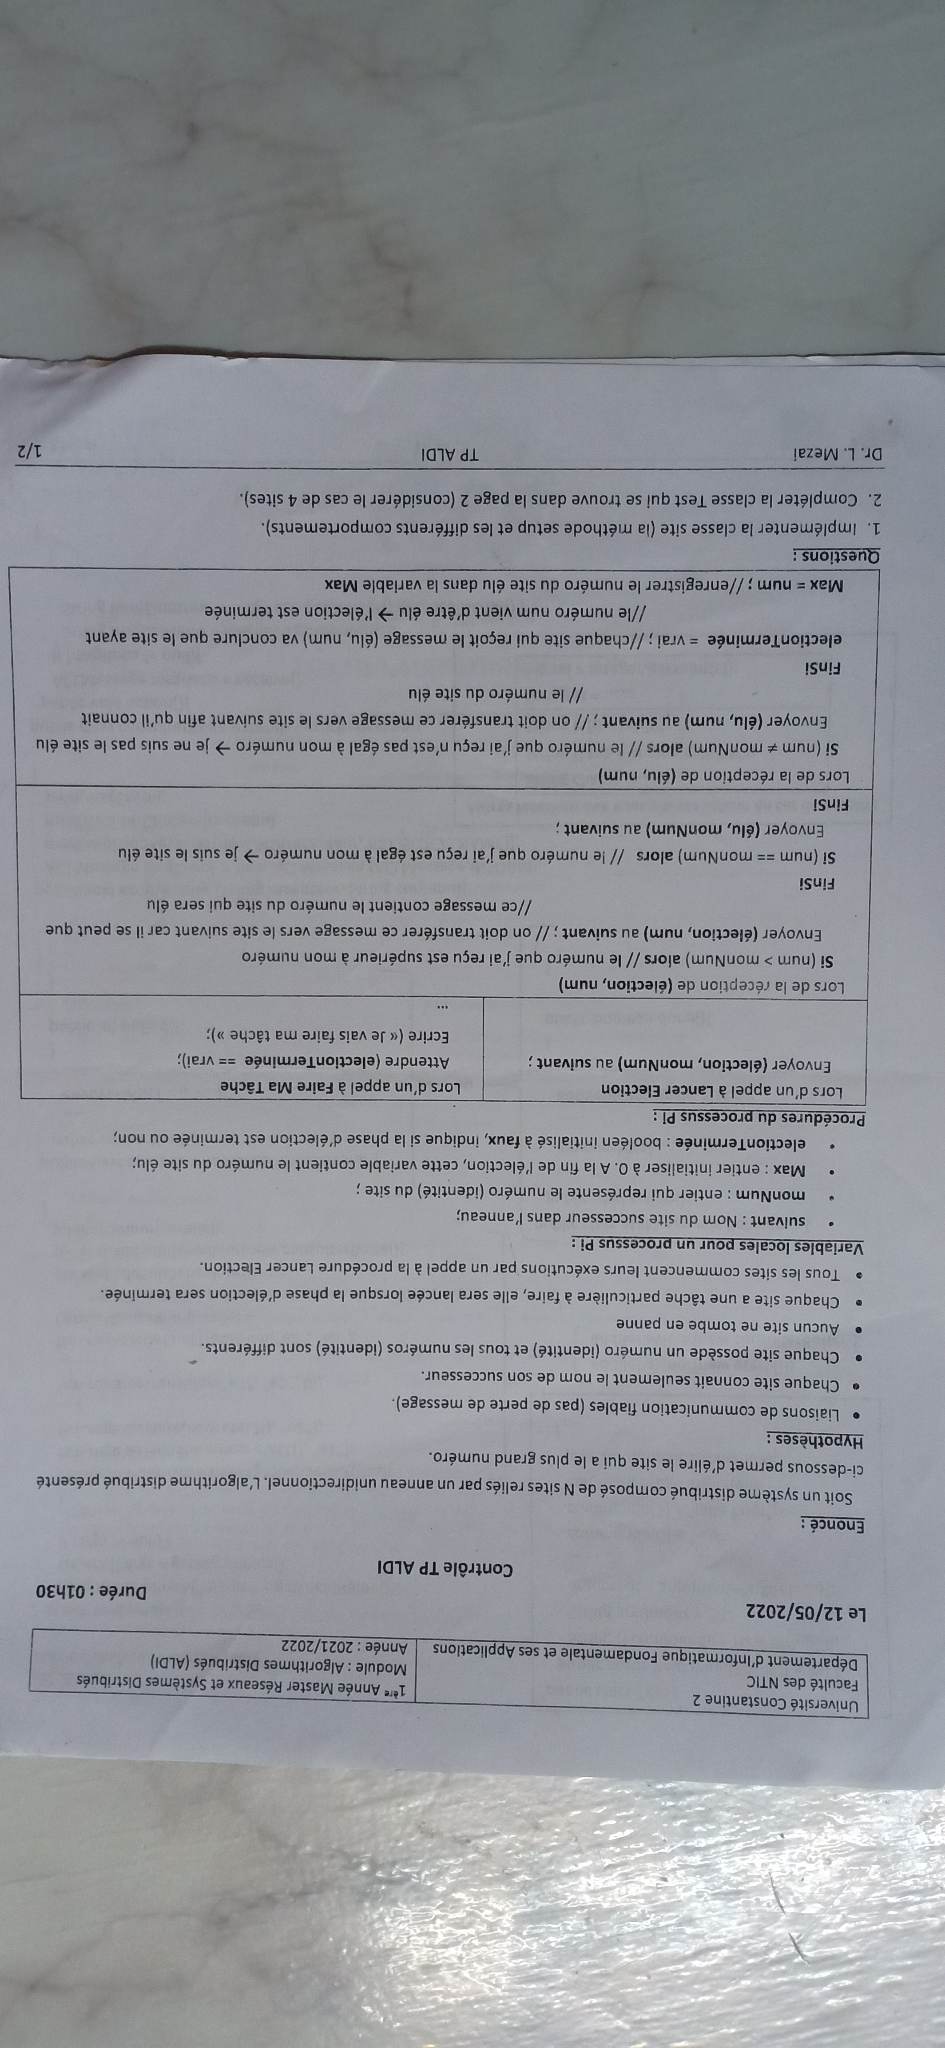 Université Constantine 2
Faculté des NTIC
Département d'Informatique Fondamentale et ses Applications
1ère Année Master Réseaux et Systèmes Distribués
Module : Algorithmes Distribués (ALDI)
Année : 2021/2022
Le 12/05/2022
Durée : 01h30
Contrôle TP ALDI
Enoncé :
Soit un système distribué composé de N sites reliés par un anneau unidirectionnel. L'algorithme distribué présenté
ci-dessous permet d'élire le site qui a le plus grand numéro.
Hypothèses :
• Liaisons de communication fiables (pas de perte de message).
• Chaque site connait seulement le nom de son successeur.
• Chaque site possède un numéro (identité) et tous les numéros (identité) sont différents.
• Aucun site ne tombe en panne
• Chaque site a une tâche particulière à faire, elle sera lancée lorsque la phase d'élection sera terminée.
• Tous les sites commencent leurs exécutions par un appel à la procédure Lancer Election.
Variables locales pour un processus Pi :
• suivant : Nom du site successeur dans l'anneau;
• monNum : entier qui représente le numéro (identité) du site ;
• Max : entier initialiser à 0. A la fin de l'élection, cette variable contient le numéro du site élu;
• electionTerminée : booléen initialisé à faux, indique si la phase d'élection est terminée ou non;
Procédures du processus Pi :
Lors d'un appel à Lancer Election
Envoyer (élection, monNum) au suivant ;
Lors d'un appel à Faire Ma Tâche
Attendre (electionTerminée == vrai);
Ecrire (« Je vais faire ma tâche »);
...
Lors de la réception de (élection, num)
Si (num > monNum) alors // le numéro que j'ai reçu est supérieur à mon numéro
Envoyer (élection, num) au suivant ; // on doit transférer ce message vers le site suivant car il se peut que
//ce message contient le numéro du site qui sera élu
FinSi
Si (num == monNum) alors // le numéro que j'ai reçu est égal à mon numéro → je suis le site élu
Envoyer (élu, monNum) au suivant ;
FinSi
Lors de la réception de (élu, num)
Si (num ≠ monNum) alors // le numéro que j'ai reçu n'est pas égal à mon numéro → je ne suis pas le site élu
Envoyer (élu, num) au suivant ; // on doit transférer ce message vers le site suivant afin qu'il connait
// le numéro du site élu
FinSi
electionTerminée = vrai ; //chaque site qui reçoit le message (élu, num) va conclure que le site ayant
//le numéro num vient d'être élu → l'élection est terminée
Max = num ; //enregistrer le numéro du site élu dans la variable Max
Questions :
1. Implémenter la classe site (la méthode setup et les différents comportements).
2. Compléter la classe Test qui se trouve dans la page 2 (considérer le cas de 4 sites).
Dr. L. Mezai
TP ALDI
1/2